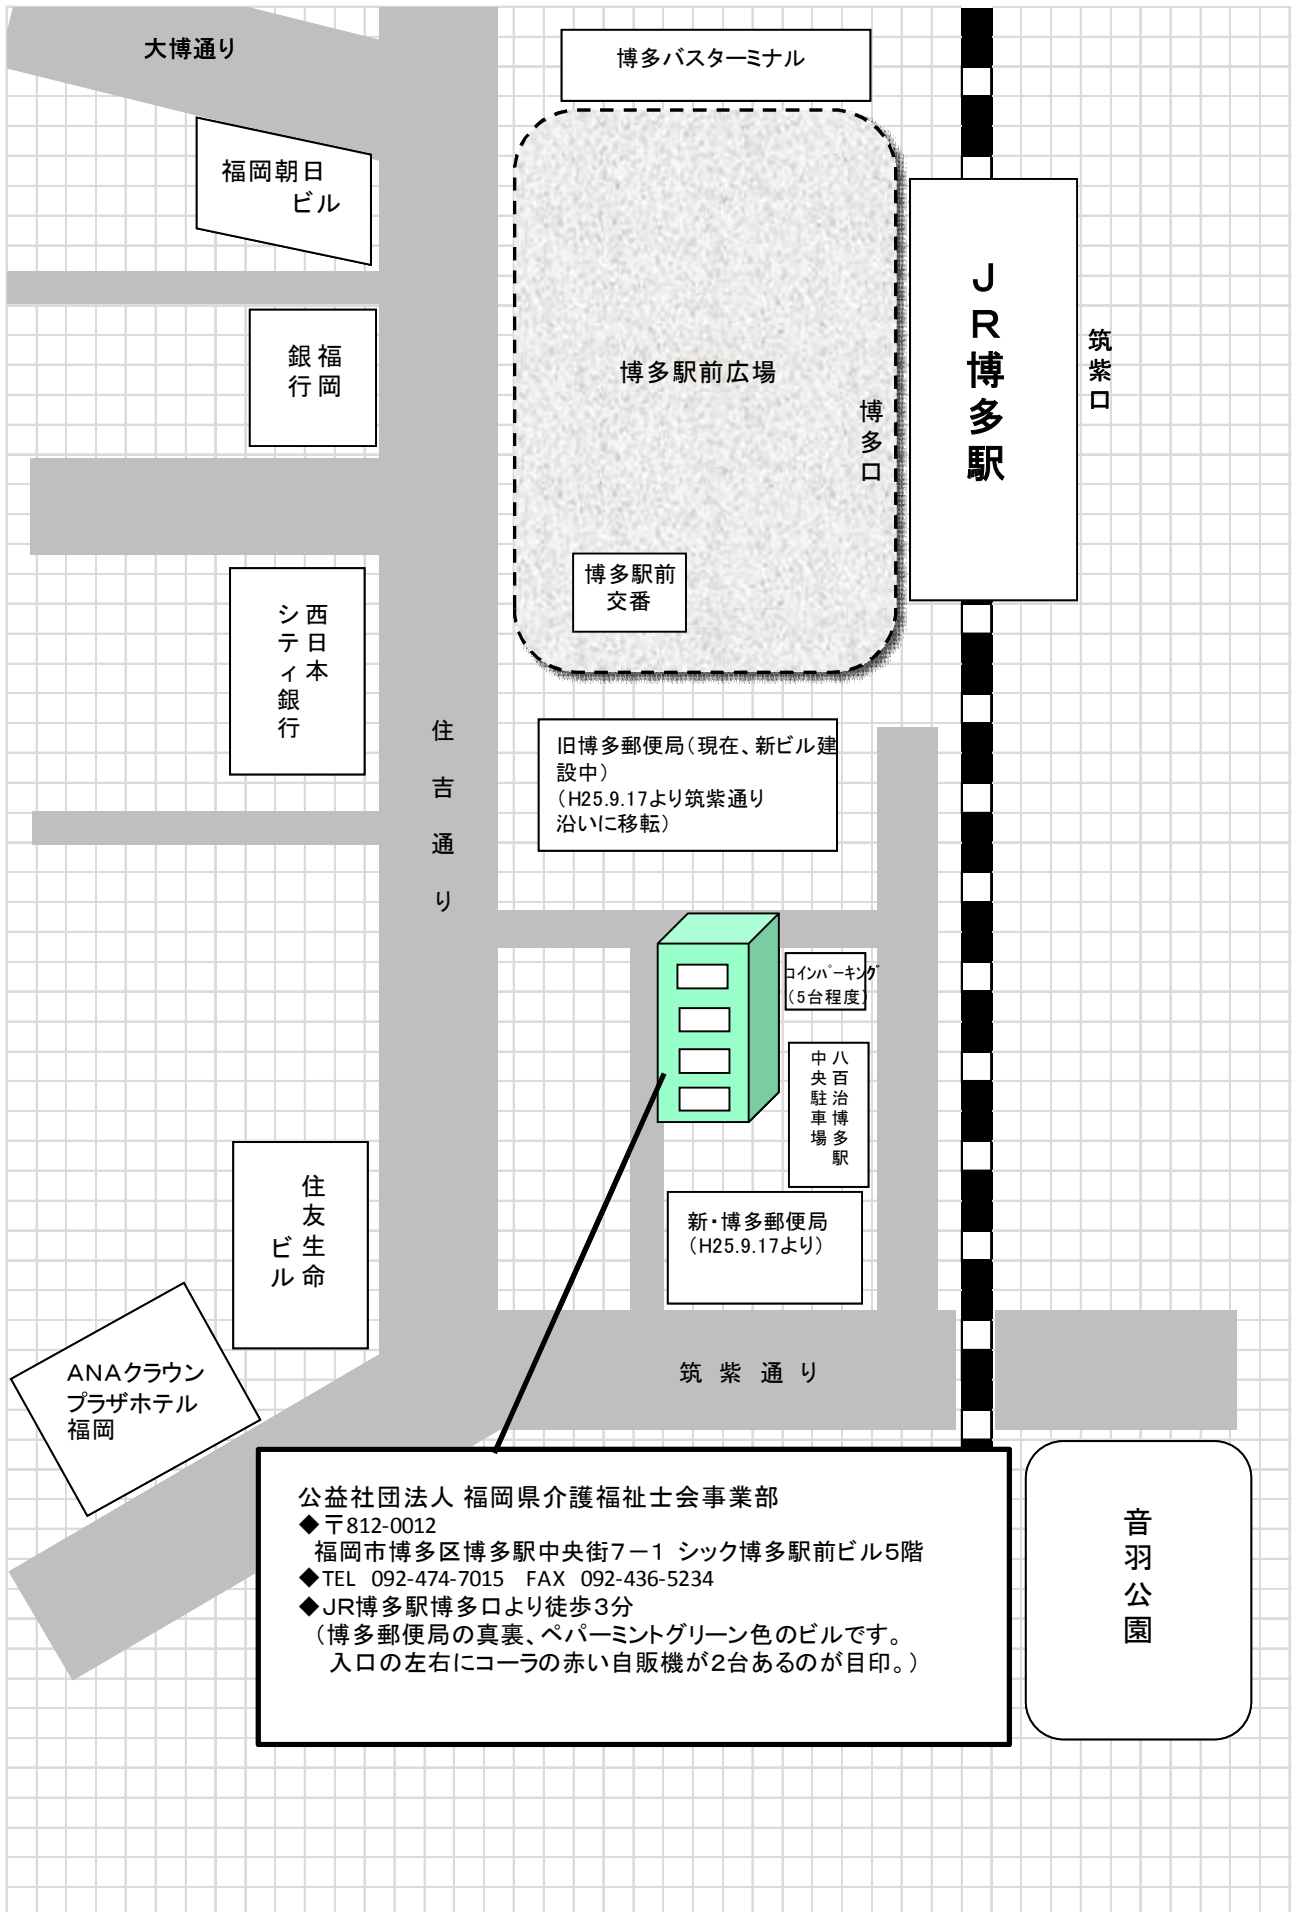 大博通り
博多バスターミナル
福岡朝日
ビル
福岡
銀行
博多駅前広場
博多口
ＪＲ博多駅
筑紫口
博多駅前
交番
西日本
シティ銀行
住吉通り
旧博多郵便局（現在、新ビル建
設中）
（H25.9.17より筑紫通り
沿いに移転）
コインパーキング
（5台程度）
八百治博多駅
中央駐車場
新・博多郵便局
（H25.9.17より）
住友生命
ビル
ANAクラウン
プラザホテル
福岡
筑紫通り
公益社団法人 福岡県介護福祉士会事業部
◆〒812-0012
福岡市博多区博多駅中央街７－１ シック博多駅前ビル５階
◆TEL 092-474-7015 FAX 092-436-5234
◆JR博多駅博多口より徒歩３分
（博多郵便局の真裏、ペパーミントグリーン色のビルです。
入口の左右にコーラの赤い自販機が２台あるのが目印。）
音羽公園